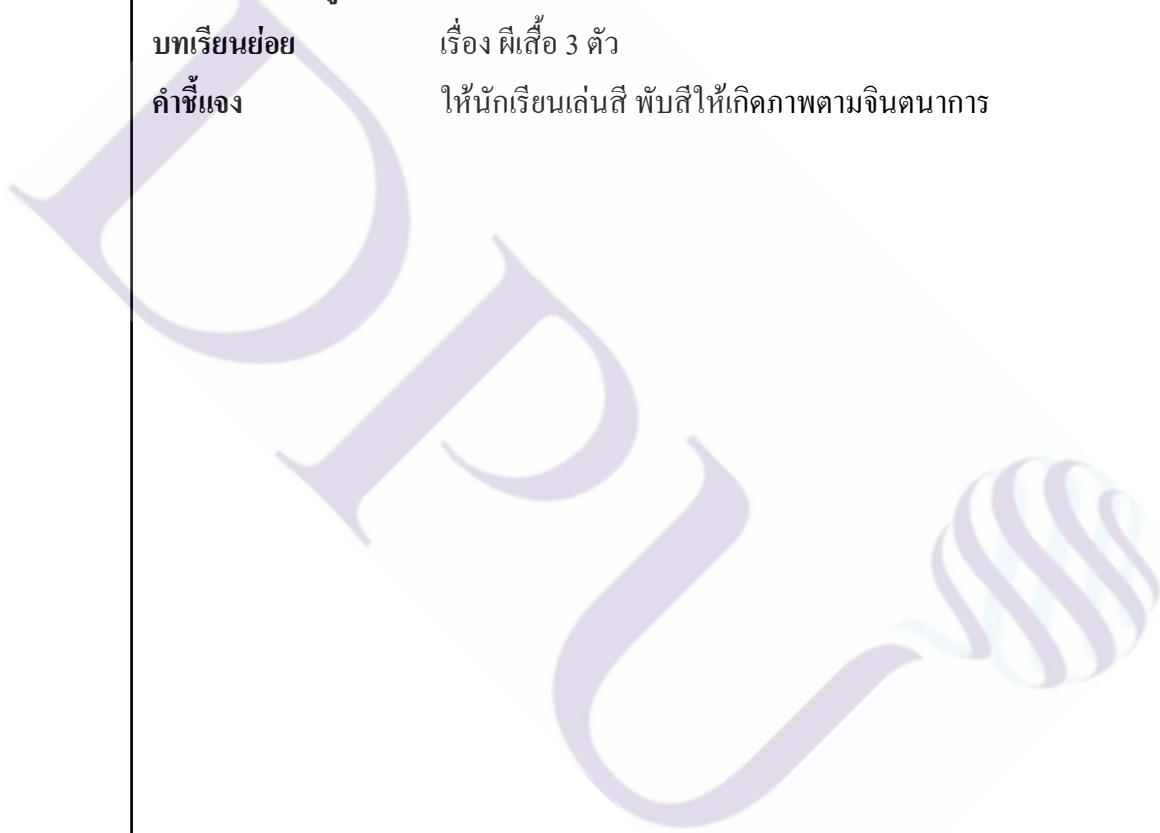 บทเรียนย่อย เรื่อง ผีเสื้อ 3 ตัว
คำชี้แจง ให้นักเรียนเล่นสี พับสีให้เกิดภาพตามจินตนาการ
DPU